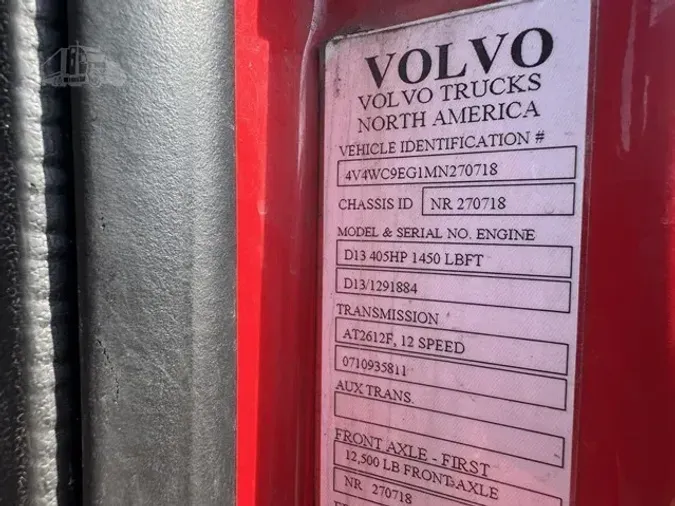 VOLVO
VOLVO TRUCKS
NORTH AMERICA
VEHICLE IDENTIFICATION #
4V4WC9EG1MN270718
CHASSIS ID NR 270718
MODEL & SERIAL NO. ENGINE
D13 405HP 1450 LBFT
D13/1291884
TRANSMISSION
AT2612F, 12 SPEED
0710935811
AUX TRANS.
FRONT AXLE - FIRST
12,500 LB FRONT AXLE
NR 270718